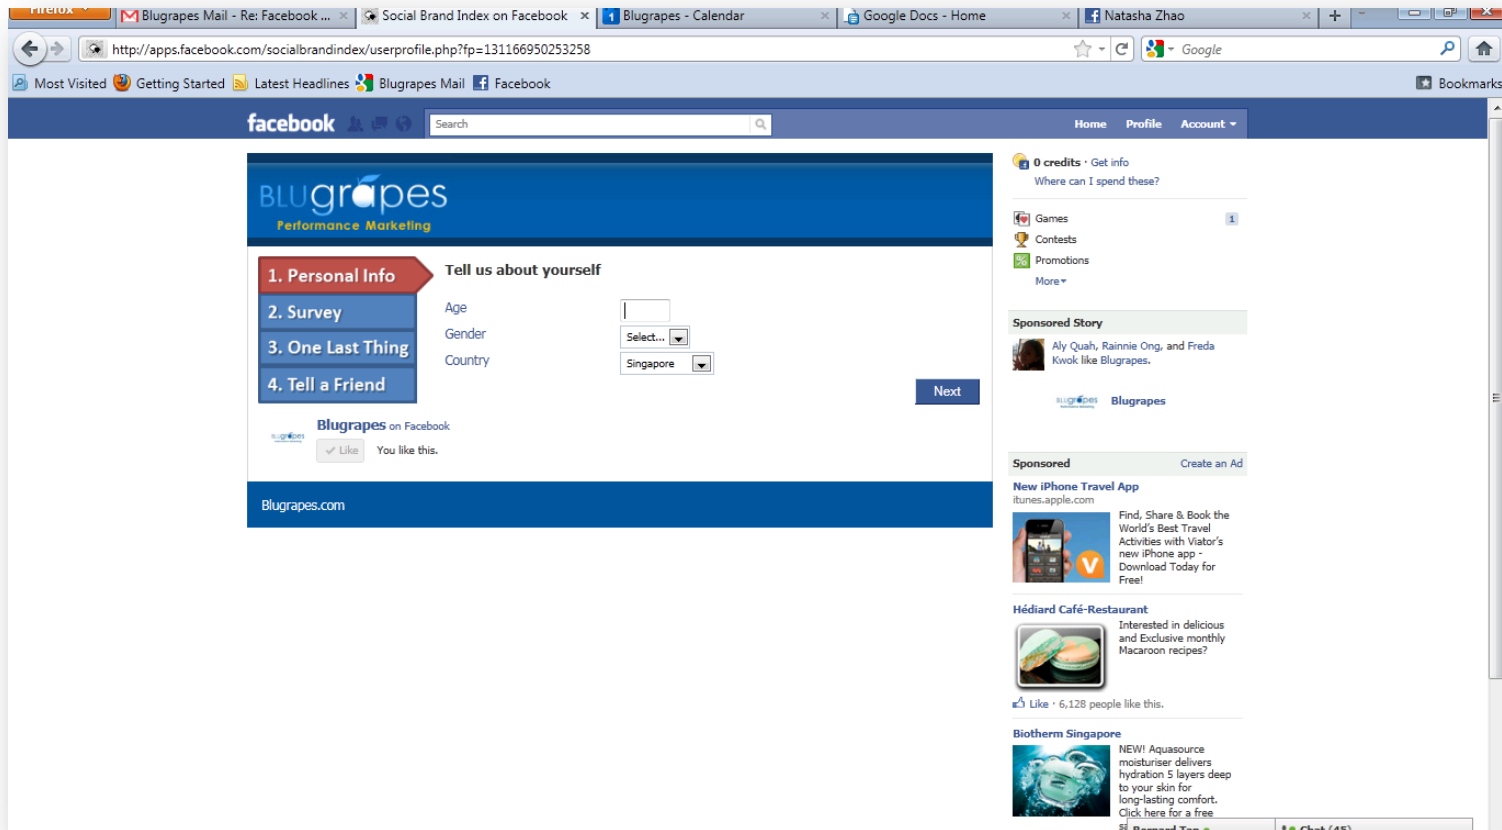 Firefox
Blugrapes Mail - Re: Facebook ...
Social Brand Index on Facebook
1 Blugrapes - Calendar
Google Docs - Home
Natasha Zhao
http://apps.facebook.com/socialbrandindex/userprofile.php?fp=131166950253258
Google
Most Visited Getting Started Latest Headlines Blugrapes Mail Facebook
Bookmarks
facebook
Search
Home Profile Account
BLUgrapes
Performance Marketing
1. Personal Info
2. Survey
3. One Last Thing
4. Tell a Friend
Tell us about yourself
Age
Gender Select...
Country Singapore
Next
Blugrapes on Facebook
Like You like this.
Blugrapes.com
0 credits · Get info
Where can I spend these?
Games 1
Contests
Promotions
More
Sponsored Story
Aly Quah, Rainnie Ong, and Freda
Kwok like Blugrapes.
BLUgrapes
Blugrapes
Sponsored Create an Ad
New iPhone Travel App
itunes.apple.com
Find, Share & Book the
World's Best Travel
Activities with Viator's
new iPhone app -
Download Today for
Free!
Hédiard Café-Restaurant
Interested in delicious
and Exclusive monthly
Macaroon recipes?
Like · 6,128 people like this.
Biotherm Singapore
NEW! Aquasource
moisturiser delivers
hydration 5 layers deep
to your skin for
long-lasting comfort.
Click here for a free
Bernard Tan
Chat (45)